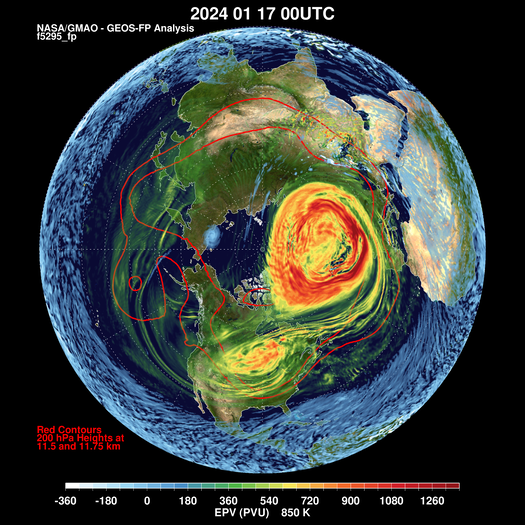 2024 01 17 00UTC
NASA/GMAO - GEOS-FP Analysis
f5295_fp
Red Contours
200 hPa Heights at
11.5 and 11.75 km
-360 -180 0 180 360 540 720 900 1080 1260
EPV (PVU) 850 K